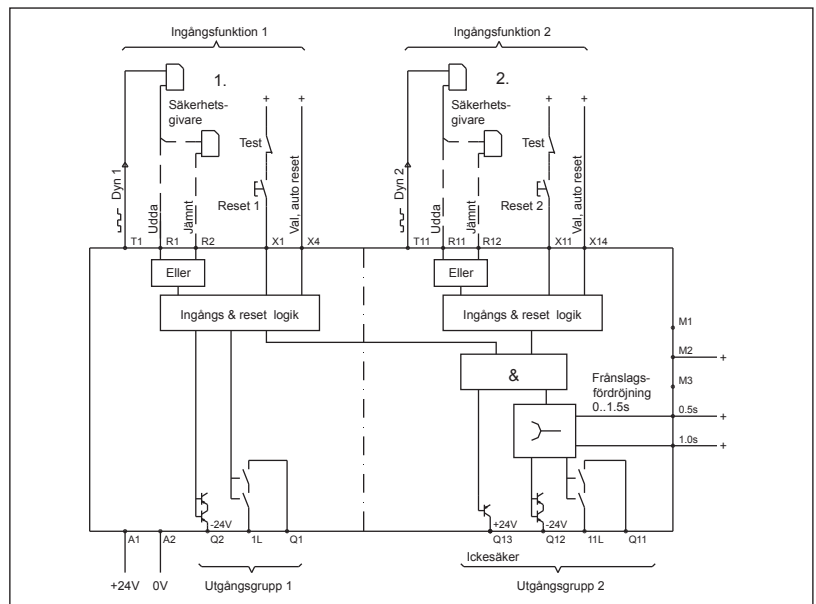 Ingångsfunktion 1
Ingångsfunktion 2
1.
2.
Säkerhets-
givare
Säkerhets-
givare
+
+
+
+
Test
Test
Dyn 1
Udda
Jämnt
Reset 1
Val, auto reset
Dyn 2
Udda
Jämnt
Reset 2
Val, auto reset
T1
R1
R2
X1
X4
T11
R11
R12
X11
X14
Eller
Eller
Ingångs & reset logik
Ingångs & reset logik
M1
M2
+
&
Frånslags-
fördröjning
0..1.5s
M3
0.5s
+
1.0s
+
-24V
+24V
-24V
A1
A2
Q2
1L
Q1
Q13
Q12
11L
Q11
Ickesäker
+24V
0V
Utgångsgrupp 1
Utgångsgrupp 2